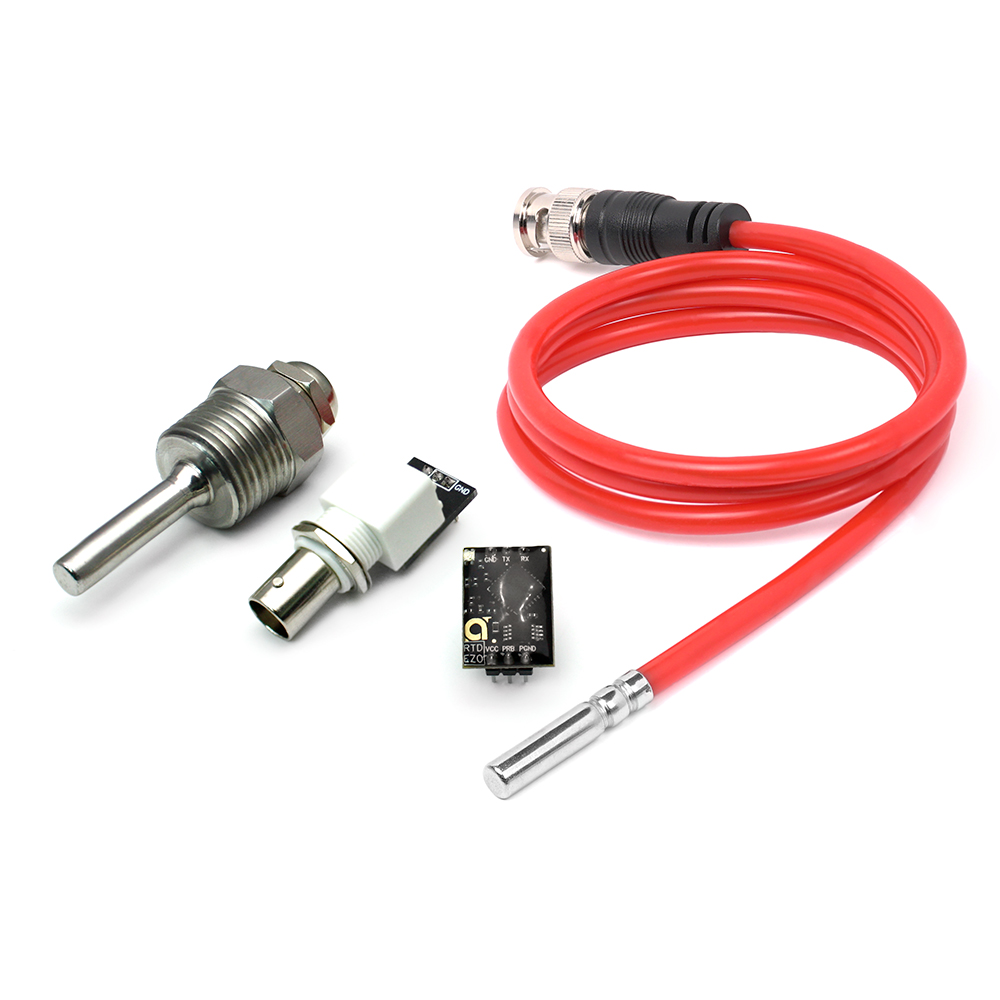 GND
GND TX RX
a.
RTD VCC PRB PGND
EZO